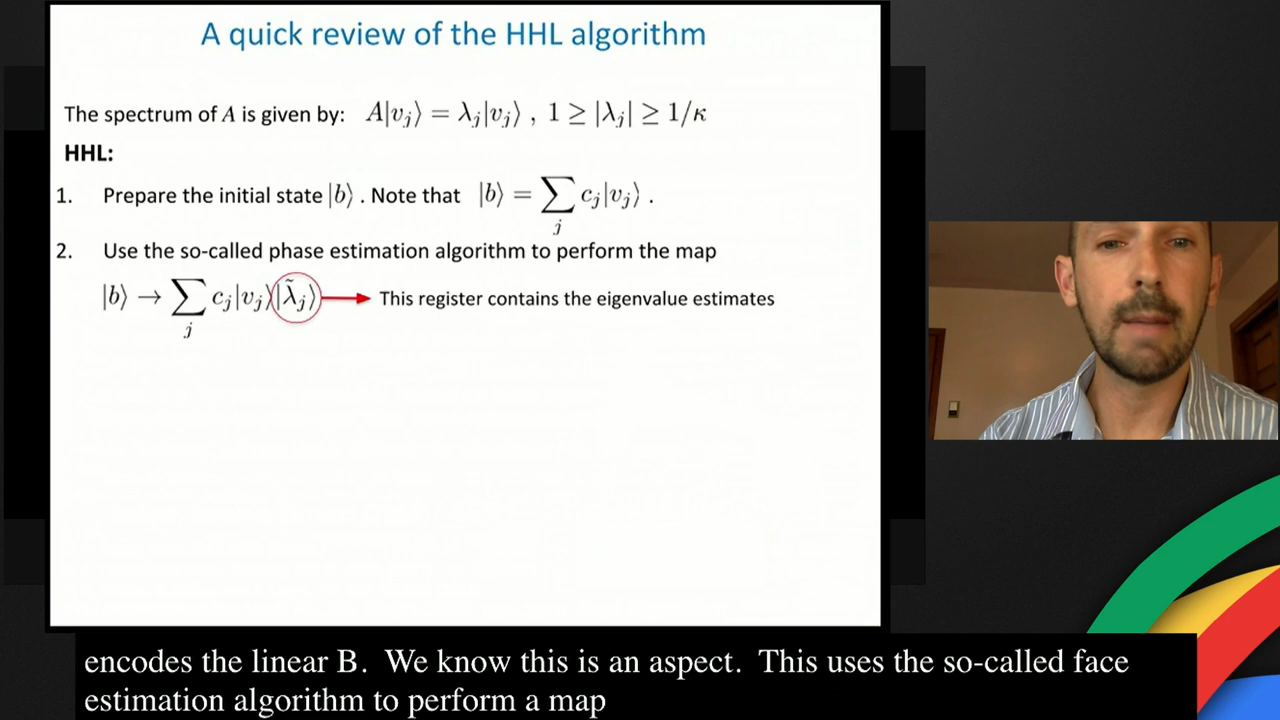 A quick review of the HHL algorithm
The spectrum of A is given by: A|v_j⟩ = λ_j|v_j⟩ , 1 ≥ |λ_j| ≥ 1/κ
HHL:
1. Prepare the initial state |b⟩ . Note that |b⟩ = ∑_j c_j|v_j⟩ .
2. Use the so-called phase estimation algorithm to perform the map
|b⟩ → ∑_j c_j|v_j⟩|λ̃_j⟩ → This register contains the eigenvalue estimates
encodes the linear B. We know this is an aspect. This uses the so-called face
estimation algorithm to perform a map